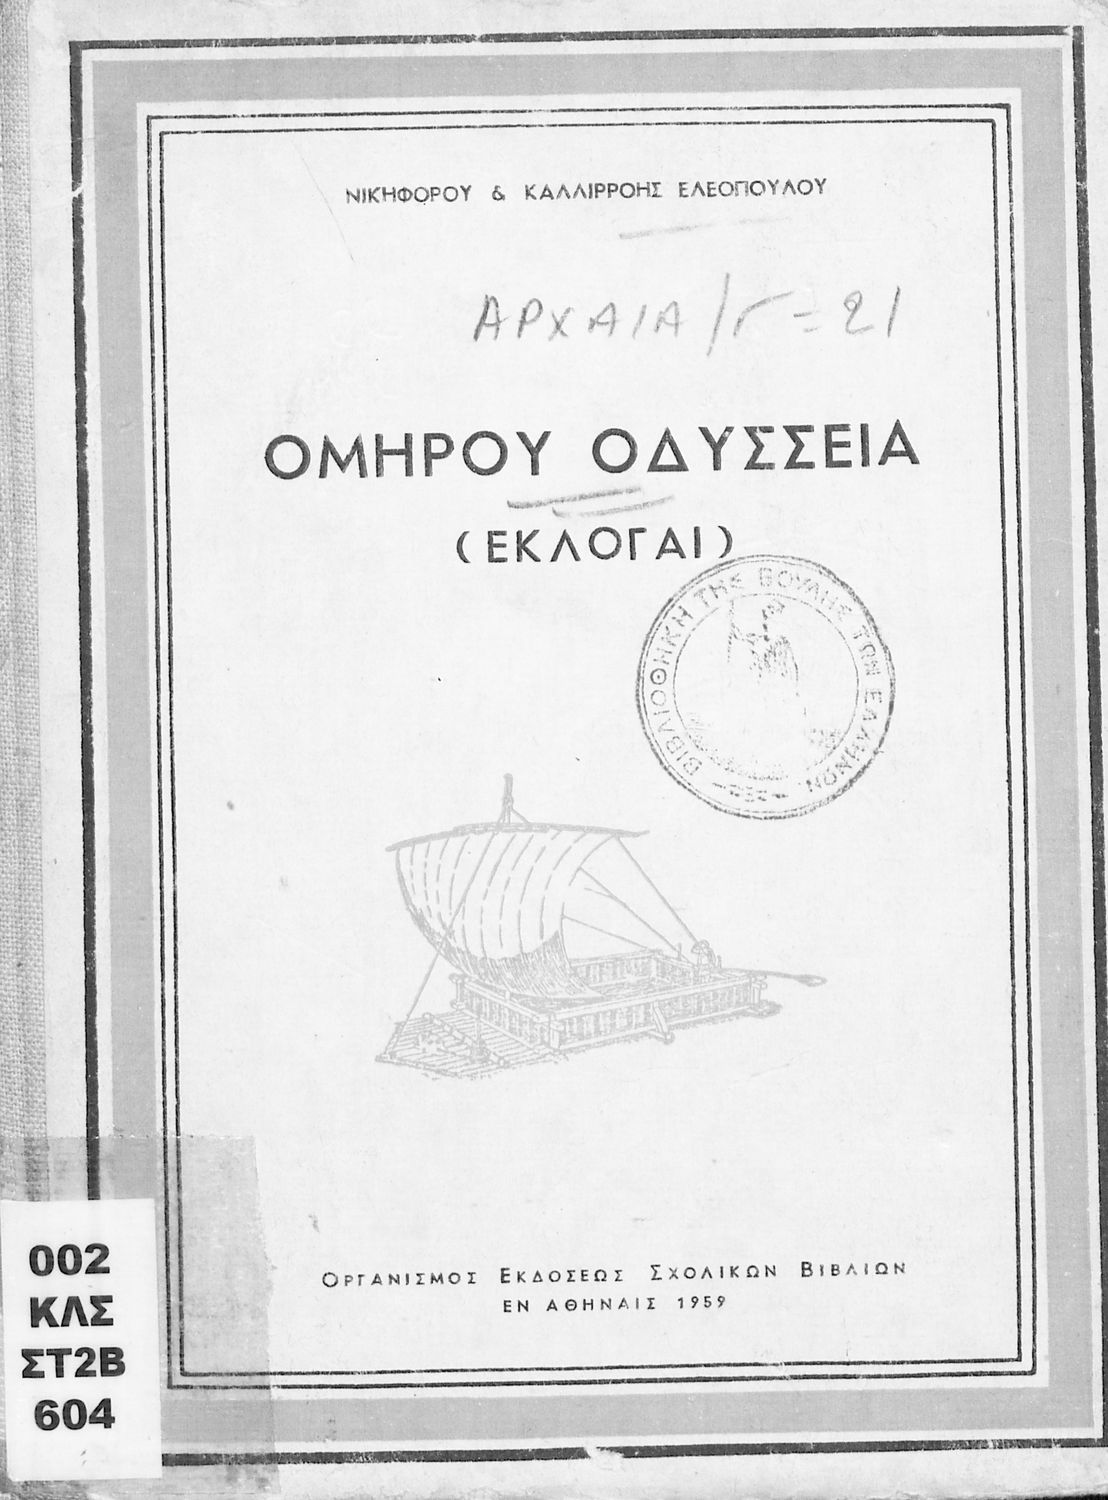 ΝΙΚΗΦΟΡΟΥ & ΚΑΛΛΙΡΡΟΗΣ ΕΛΕΟΠΟΥΛΟΥ
ΑΡΧΑΙΑ/Γ=21
ΟΜΗΡΟΥ ΟΔΥΣΣΕΙΑ
(ΕΚΛΟΓΑΙ)
ΒΙΒΛΙΟΘΗΚΗ ΤΗΣ ΒΟΥΛΗΣ ΤΩΝ ΕΛΛΗΝΩΝ
ΟΡΓΑΝΙΣΜΟΣ ΕΚΔΟΣΕΩΣ ΣΧΟΛΙΚΩΝ ΒΙΒΛΙΩΝ
ΕΝ ΑΘΗΝΑΙΣ 1959
002
ΚΛΣ
ΣΤ2Β
604